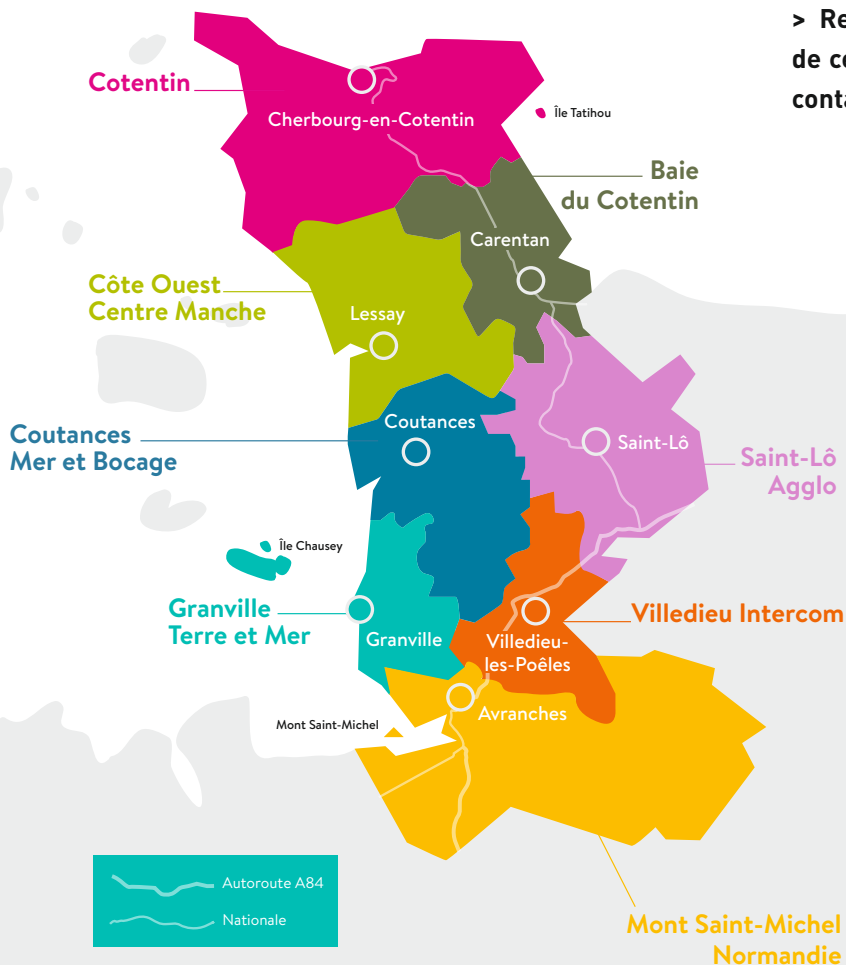 > Re
de co
conta
Cotentin
Cherbourg-en-Cotentin
Île Tatihou
Baie
du Cotentin
Carentan
Côte Ouest
Centre Manche
Lessay
Coutances
Mer et Bocage
Coutances
Saint-Lô
Saint-Lô
Agglo
Île Chausey
Granville
Terre et Mer
Granville
Villedieu-
les-Poêles
Villedieu Intercom
Mont Saint-Michel
Avranches
Autoroute A84
Nationale
Mont Saint-Michel
Normandie